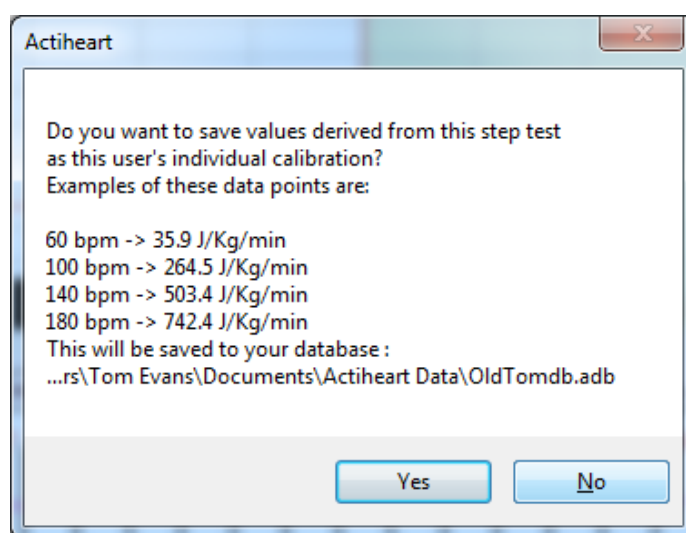 Actiheart
Do you want to save values derived from this step test
as this user's individual calibration?
Examples of these data points are:
60 bpm -> 35.9 J/Kg/min
100 bpm -> 264.5 J/Kg/min
140 bpm -> 503.4 J/Kg/min
180 bpm -> 742.4 J/Kg/min
This will be saved to your database :
...rs\Tom Evans\Documents\Actiheart Data\OldTomdb.adb
Yes
No